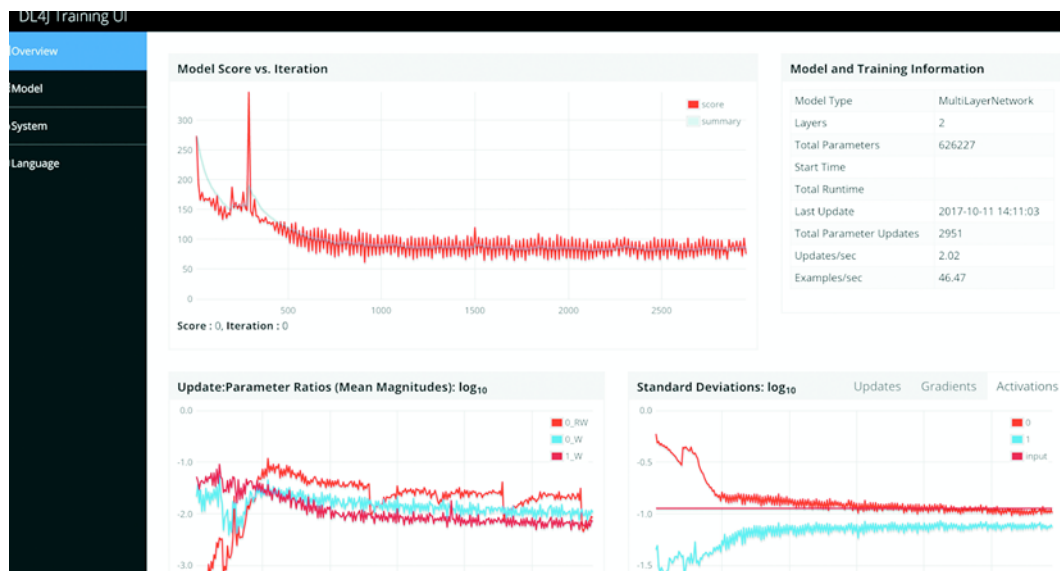 DL4J Training UI
Overview
Model
System
Language
Model Score vs. Iteration
score
summary
300
250
200
150
100
50
0
500 1000 1500 2000 2500
Score : 0, Iteration : 0
Model and Training Information
Model Type MultiLayerNetwork
Layers 2
Total Parameters 626227
Start Time
Total Runtime
Last Update 2017-10-11 14:11:03
Total Parameter Updates 2951
Updates/sec 2.02
Examples/sec 46.47
Update:Parameter Ratios (Mean Magnitudes): log10
0.0
-1.0
-2.0
-3.0
0_RW
0_W
1_W
Standard Deviations: log10 Updates Gradients Activations
0.0
-0.5
-1.0
-1.5
0
1
input